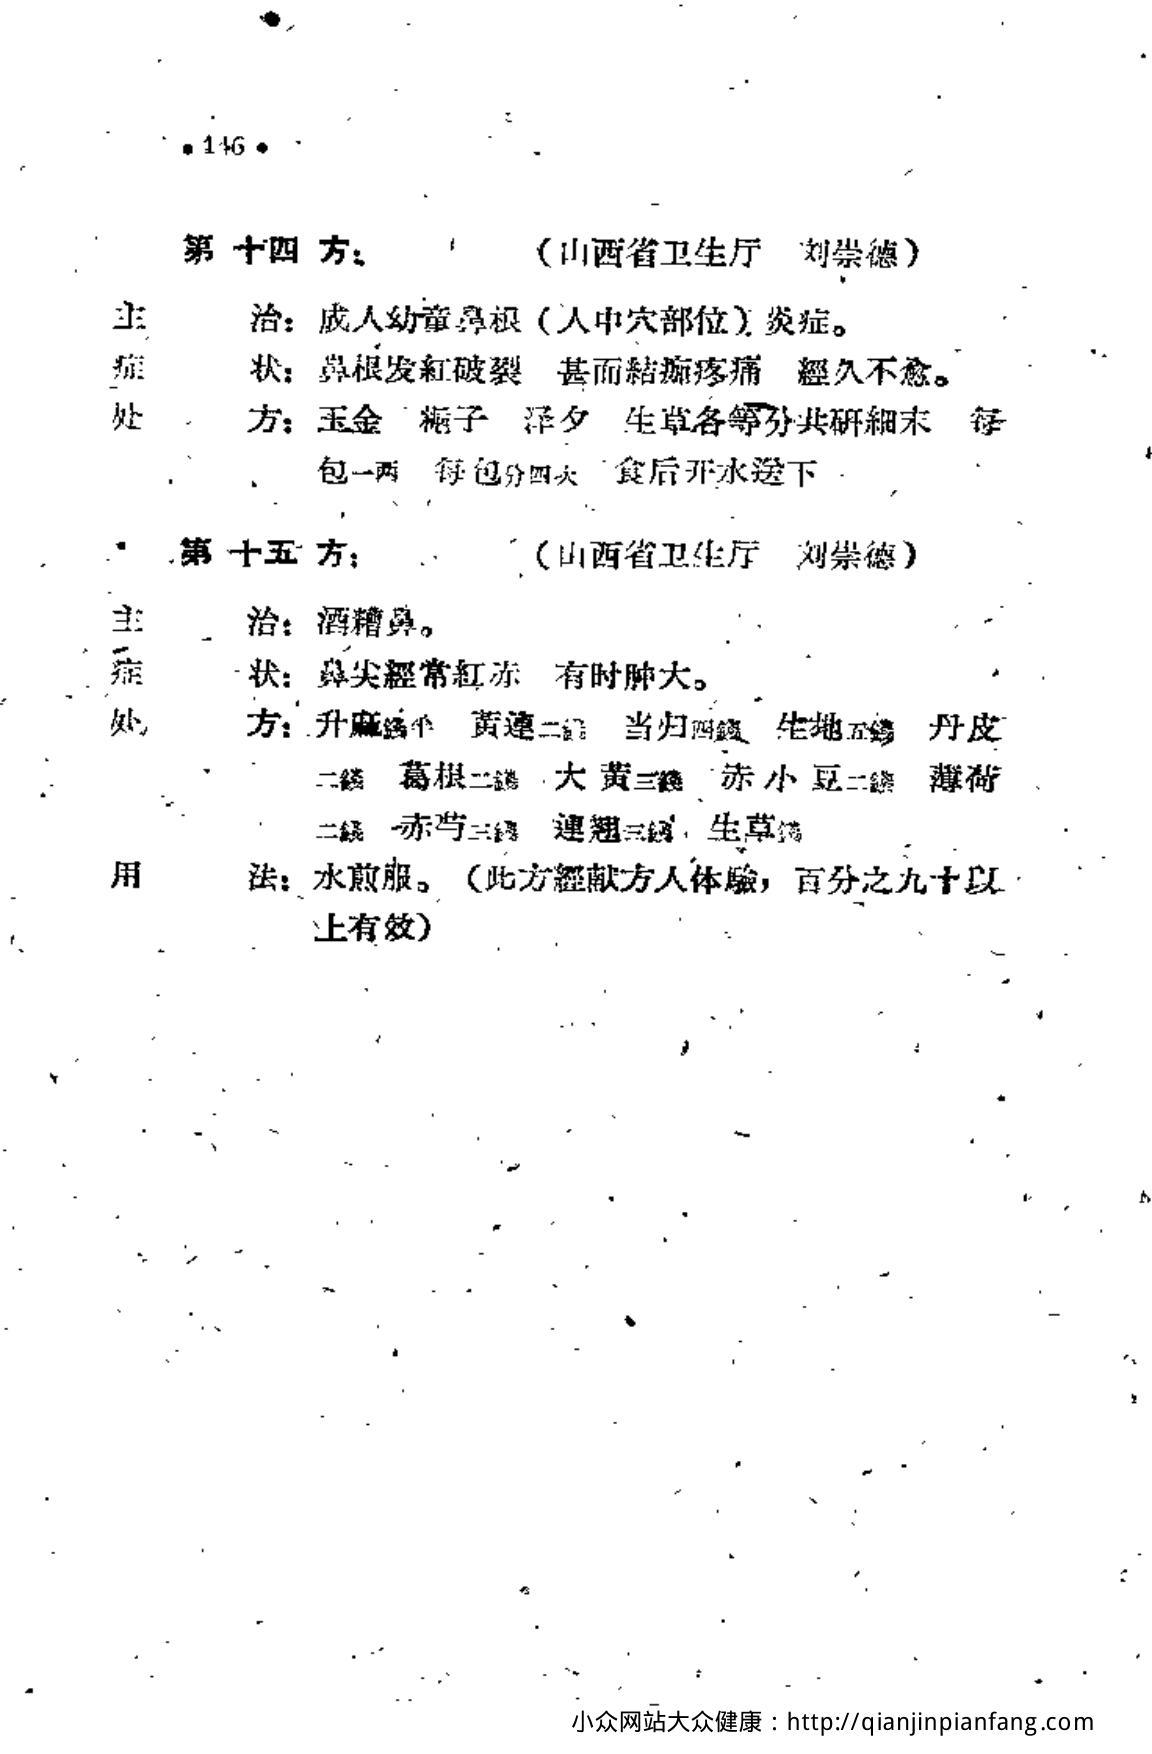 •146•
第十四方：（山西省卫生厅 刘崇德）
主 治：成人幼童鼻根（人中穴部位）炎症。
症 状：鼻根发紅破裂 甚而結痂疼痛 經久不愈。
处 方：玉金 栀子 泽夕 生草各等分共研細末 每
包一两 每包分四次 食后开水送下
第十五方：（山西省卫生厅 刘崇德）
主 治：酒糟鼻。
症 状：鼻尖經常紅冻 有时肿大。
处 方：升麻錢半 黃連二錢 当归四錢 生地五錢 丹皮
二錢 葛根二錢 大黃三錢 赤小豆二錢 薄荷
二錢 赤芍三錢 連翘三錢 生草錢
用 法：水煎服。（此方經献方人体驗，百分之九十以
上有效）
小众网站大众健康：http://qianjinpianfang.com